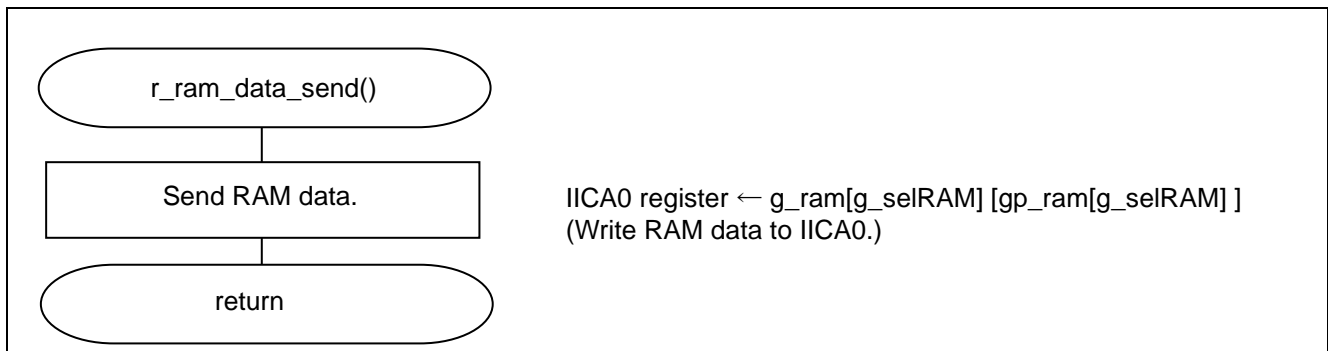 r_ram_data_send()
Send RAM data.
IICA0 register ← g_ram[g_selRAM] [gp_ram[g_selRAM] ]
(Write RAM data to IICA0.)
return